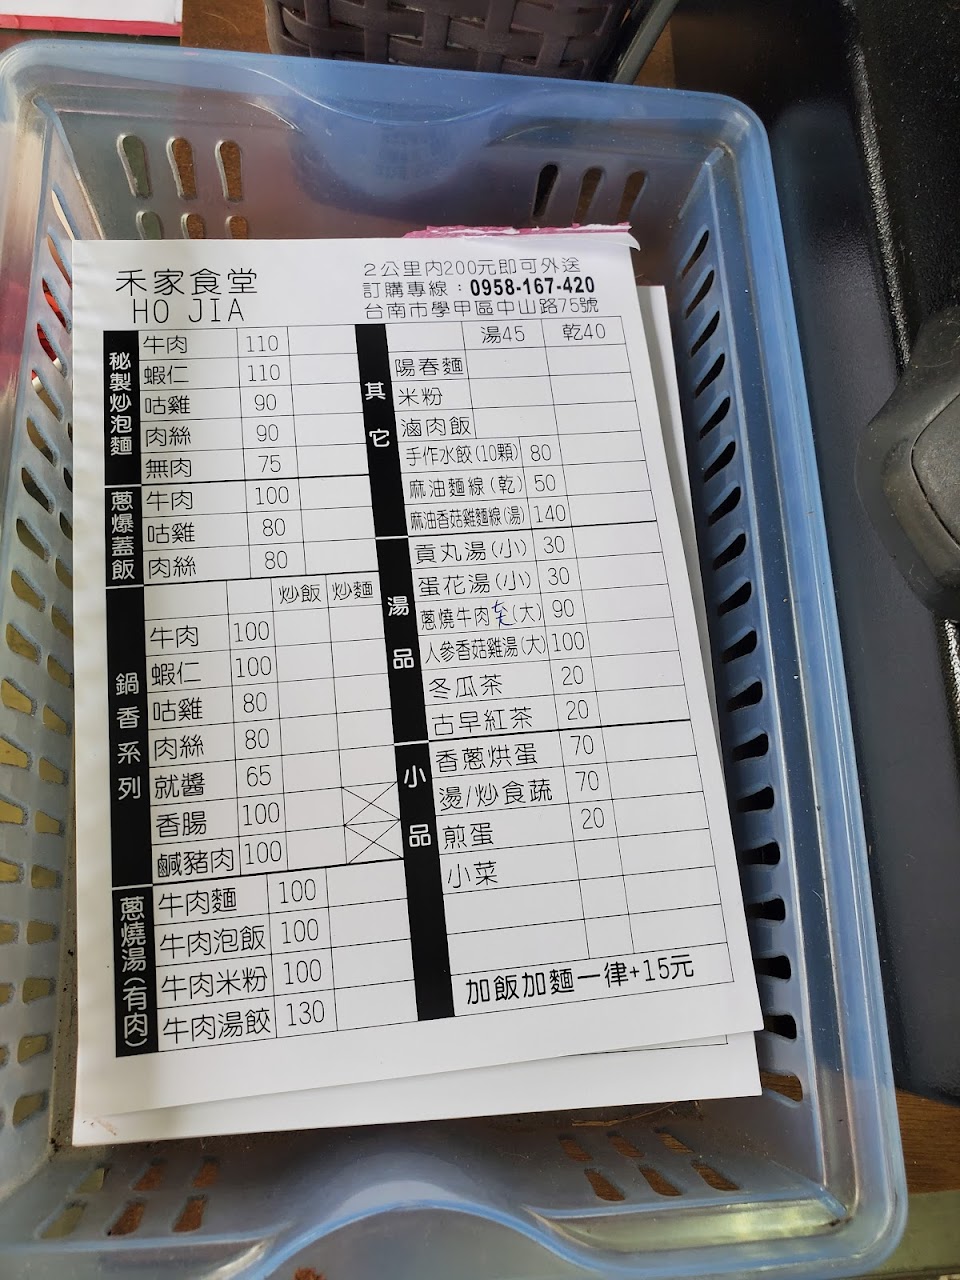 禾家食堂
HO JIA
2公里內200元即可外送
訂購專線：0958-167-420
台南市學甲區中山路75號
秘製炒泡麵
牛肉 110
蝦仁 110
咕雞 90
肉絲 90
無肉 75
蔥爆蓋飯
牛肉 100
咕雞 80
肉絲 80
鍋香系列
炒飯 炒麵
牛肉 100
蝦仁 100
咕雞 80
肉絲 80
就醬 65
香腸 100
鹹豬肉 100
蔥燒湯(有肉)
牛肉麵 100
牛肉泡飯 100
牛肉米粉 100
牛肉湯餃 130
其它
湯45 乾40
陽春麵
米粉
滷肉飯
手作水餃(10顆) 80
麻油麵線(乾) 50
麻油香菇雞麵線(湯) 140
湯品
貢丸湯(小) 30
蛋花湯(小) 30
蔥燒牛肉(大) 90
人參香菇雞湯(大) 100
冬瓜茶 20
古早紅茶 20
小品
香蔥烘蛋 70
燙/炒食蔬 70
煎蛋 20
小菜
加飯加麵一律+15元